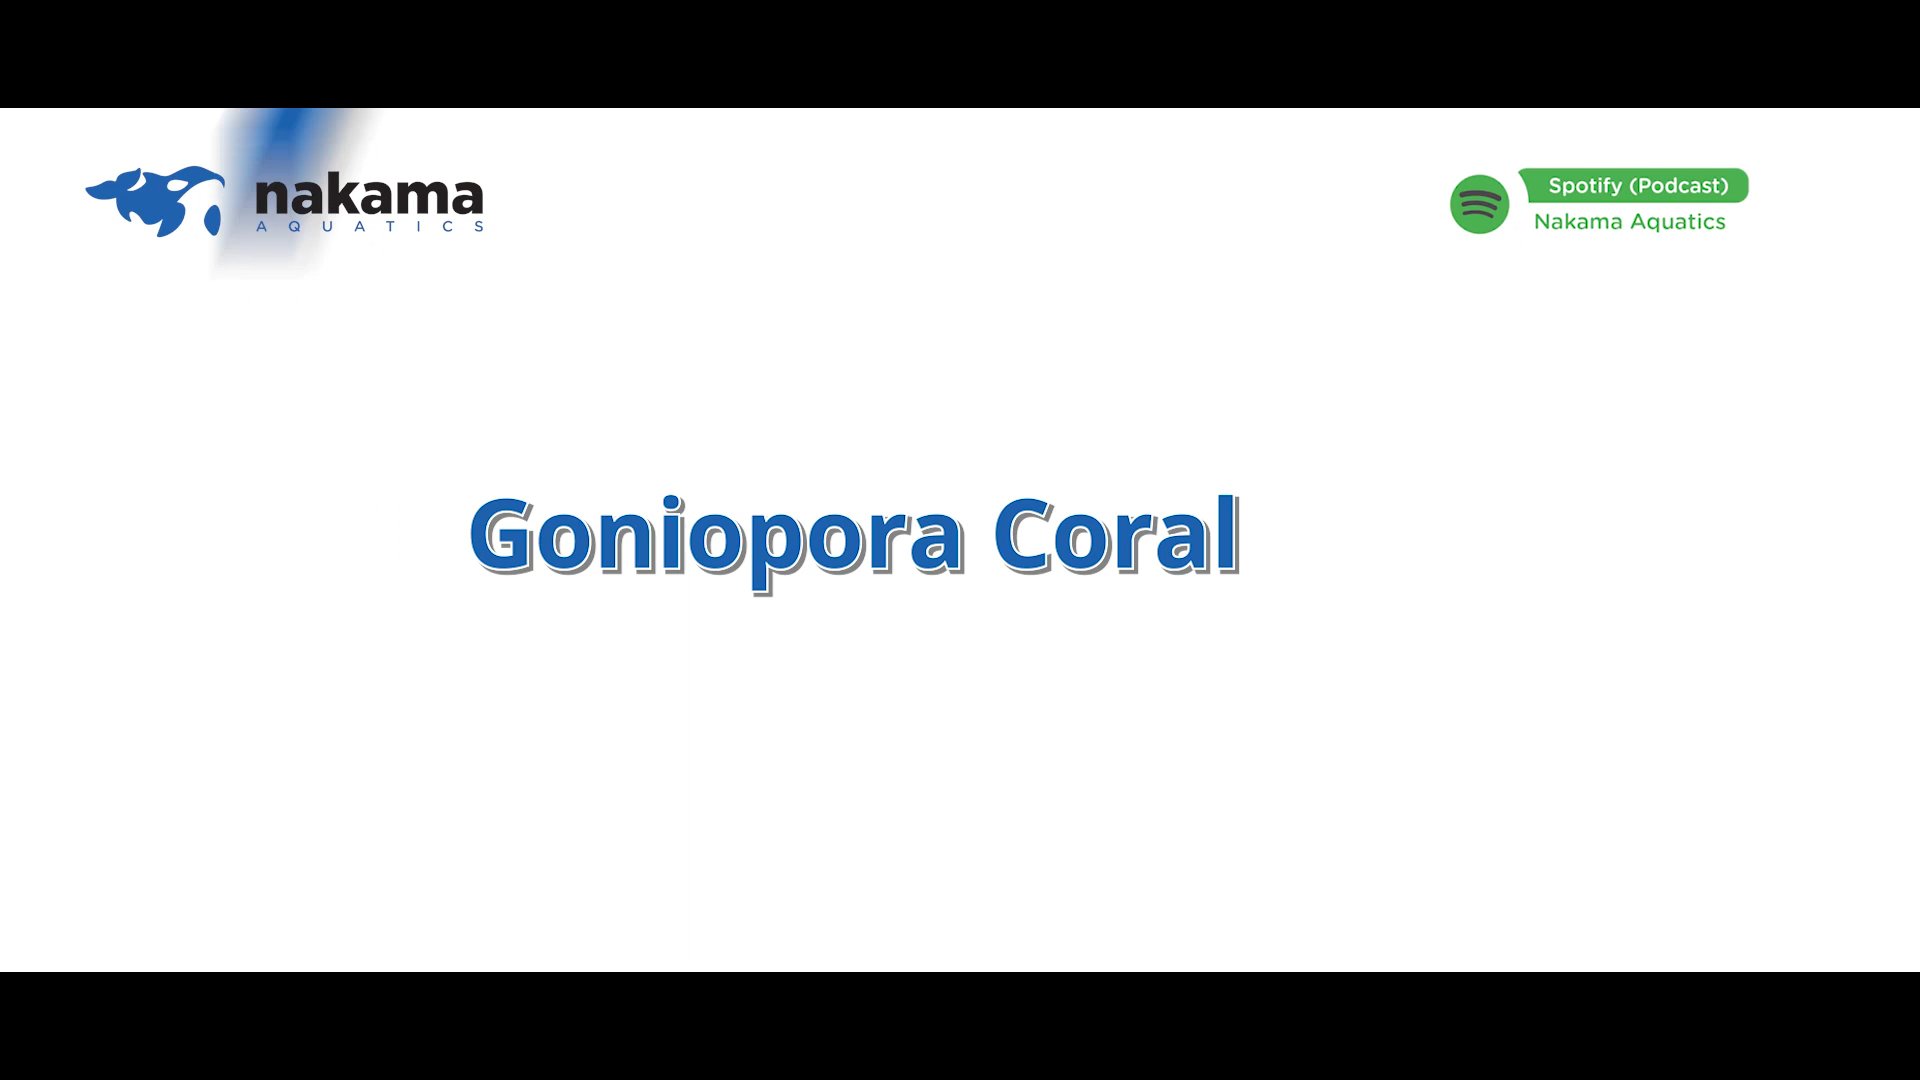 nakama
AQUATICS
Spotify (Podcast)
Nakama Aquatics
Goniopora Coral